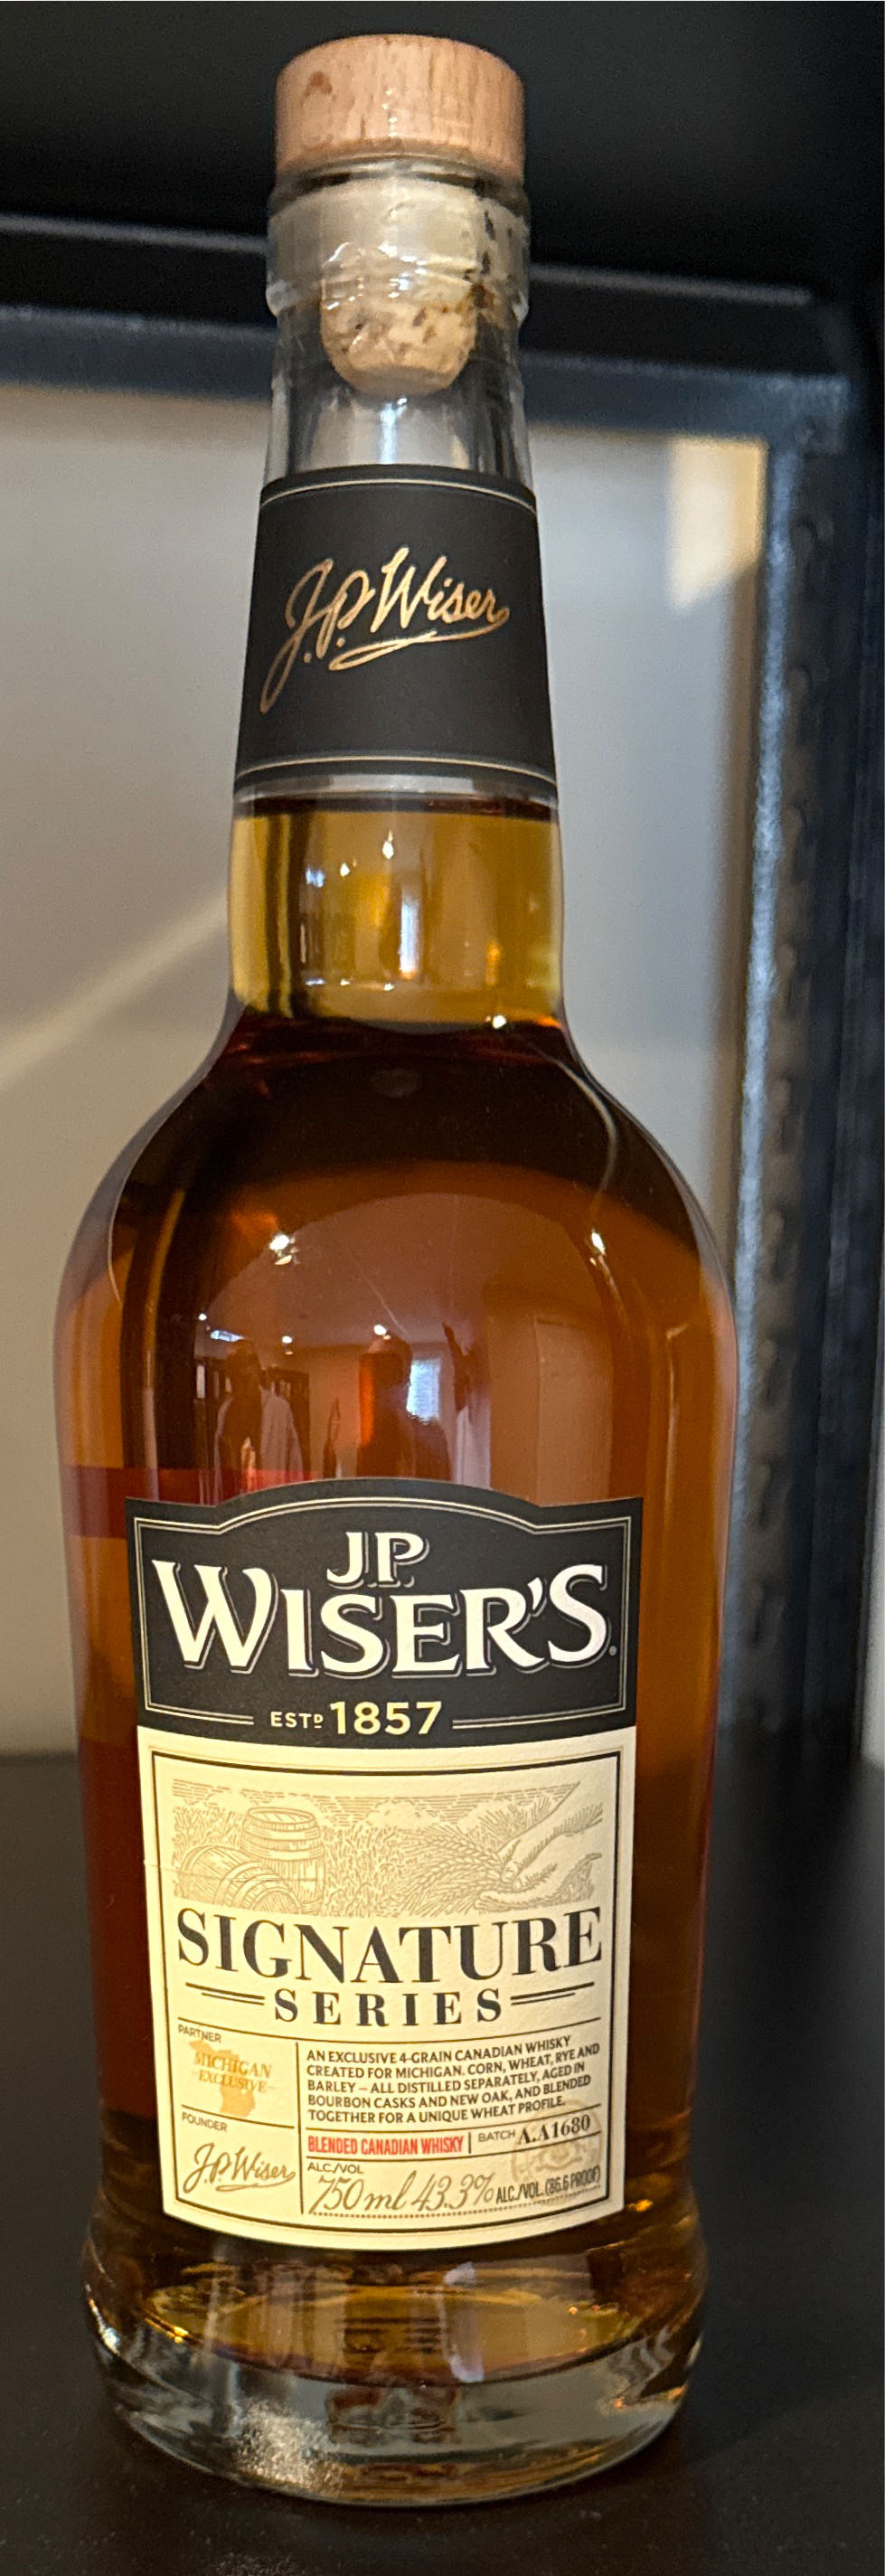 J.P. Wiser
J.P.
WISER'S®
ESTD 1857
SIGNATURE
SERIES
PARTNER
MICHIGAN
EXCLUSIVE
FOUNDER
J.P. Wiser
AN EXCLUSIVE 4-GRAIN CANADIAN WHISKY
CREATED FOR MICHIGAN. CORN, WHEAT, RYE AND
BARLEY – ALL DISTILLED SEPARATELY, AGED IN
BOURBON CASKS AND NEW OAK, AND BLENDED
TOGETHER FOR A UNIQUE WHEAT PROFILE.
BLENDED CANADIAN WHISKY | BATCH A.A1680
ALC./VOL
750 ml 43.3% ALC./VOL. (86.6 PROOF)